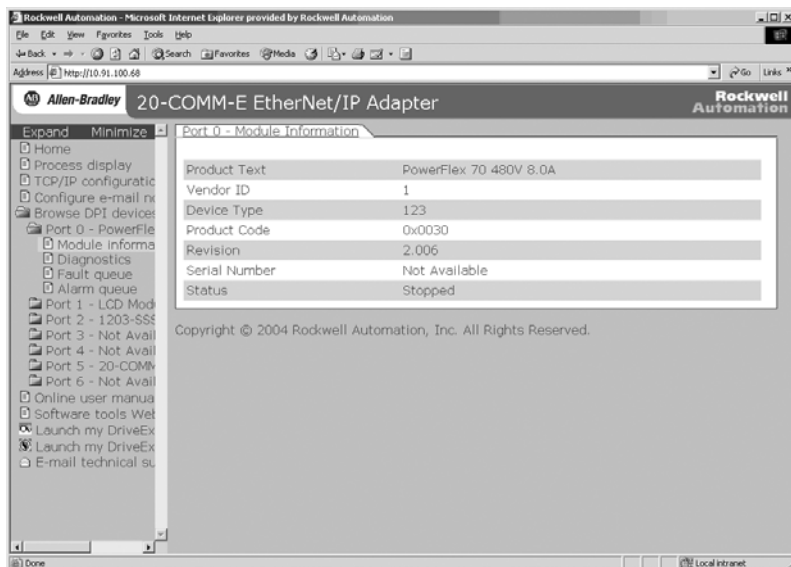 Rockwell Automation - Microsoft Internet Explorer provided by Rockwell Automation
File Edit View Favorites Tools Help
Back Search Favorites Media
Address http://10.91.100.68 Go Links »
Allen-Bradley 20-COMM-E EtherNet/IP Adapter Rockwell Automation
Expand Minimize
Home
Process display
TCP/IP configuratic
Configure e-mail no
Browse DPI devices
Port 0 - PowerFle
Module informa
Diagnostics
Fault queue
Alarm queue
Port 1 - LCD Mod
Port 2 - 1203-SSS
Port 3 - Not Avail
Port 4 - Not Avail
Port 5 - 20-COMM
Port 6 - Not Avail
Online user manua
Software tools Web
Launch my DriveEx
Launch my DriveEx
E-mail technical su
Port 0 - Module Information
Product Text PowerFlex 70 480V 8.0A
Vendor ID 1
Device Type 123
Product Code 0x0030
Revision 2.006
Serial Number Not Available
Status Stopped
Copyright © 2004 Rockwell Automation, Inc. All Rights Reserved.
Done Local intranet